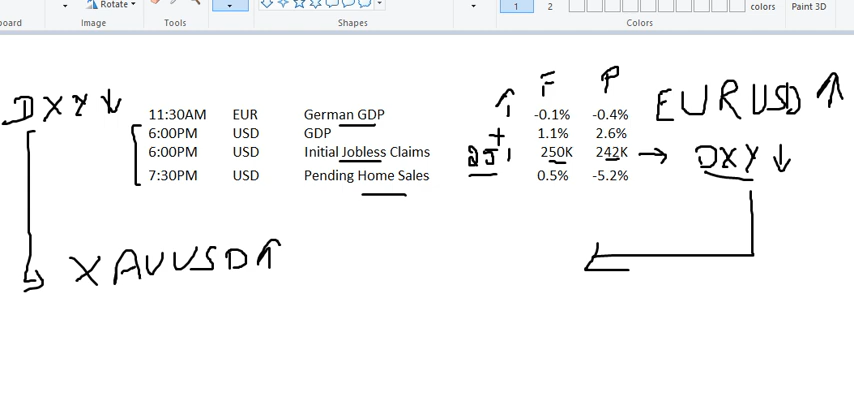 board Image Rotate Tools Shapes 1 2 Colors colors Paint 3D
F P
DXY↓ 11:30AM EUR German GDP -0.1% -0.4% EURUSD↑
6:00PM USD GDP + 1.1% 2.6%
6:00PM USD Initial Jobless Claims 251 250K 242K → DXY↓
7:30PM USD Pending Home Sales 0.5% -5.2%
XAUUSD↑